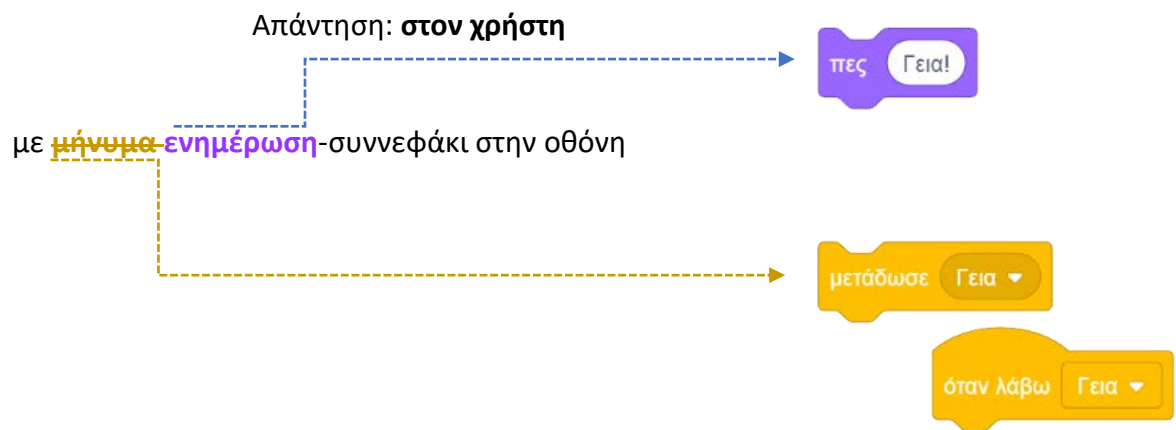 Απάντηση: στον χρήστη
πες Γεια!
με μήνυμα ενημέρωση-συννεφάκι στην οθόνη
μετάδωσε Γεια
όταν λάβω Γεια